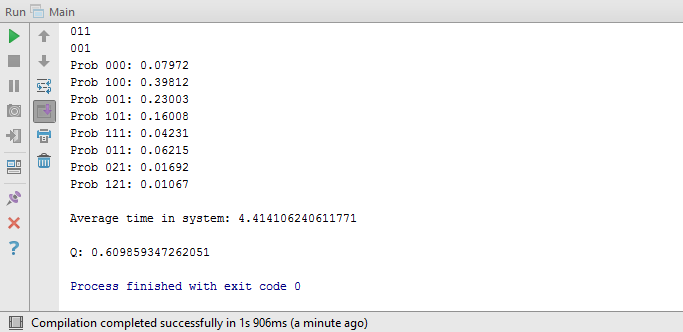 Run Main
011
001
Prob 000: 0.07972
Prob 100: 0.39812
Prob 001: 0.23003
Prob 101: 0.16008
Prob 111: 0.04231
Prob 011: 0.06215
Prob 021: 0.01692
Prob 121: 0.01067
Average time in system: 4.414106240611771
Q: 0.609859347262051
Process finished with exit code 0
Compilation completed successfully in 1s 906ms (a minute ago)